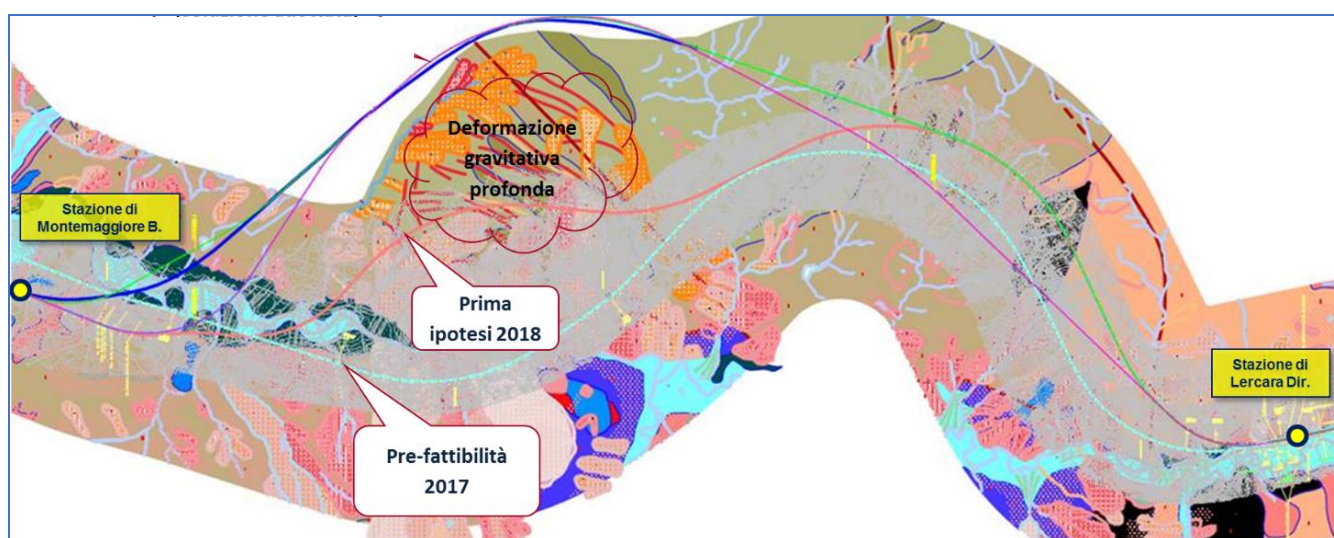 Deformazione
gravitativa
profonda
Stazione di
Montemaggiore B.
Prima
ipotesi 2018
Stazione di
Lercara Dir.
Pre-fattibilità
2017